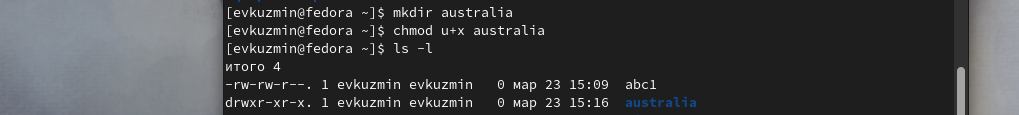 [evkuzmin@fedora ~]$ mkdir australia
[evkuzmin@fedora ~]$ chmod u+x australia
[evkuzmin@fedora ~]$ ls -l
итого 4
-rw-rw-r--. 1 evkuzmin evkuzmin   0 мар 23 15:09  abc1
drwxr-xr-x. 1 evkuzmin evkuzmin   0 мар 23 15:16  australia